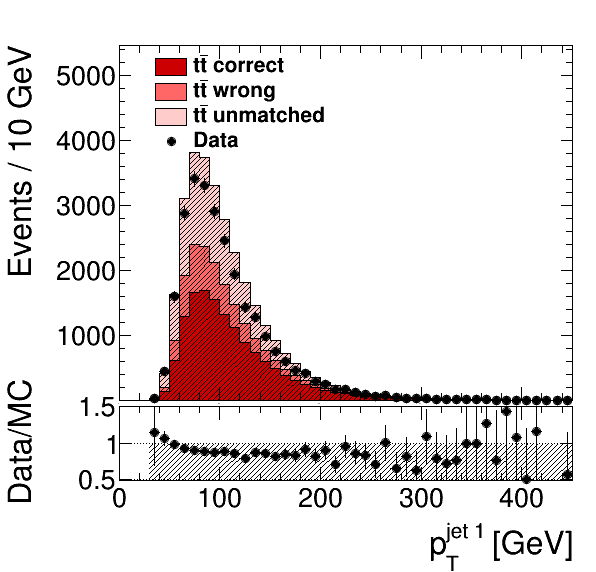 Events / 10 GeV
5000
4000
3000
2000
1000
tt̄ correct
tt̄ wrong
tt̄ unmatched
Data
Data/MC
1.5
1
0.5
0 100 200 300 400
p_T^jet 1 [GeV]